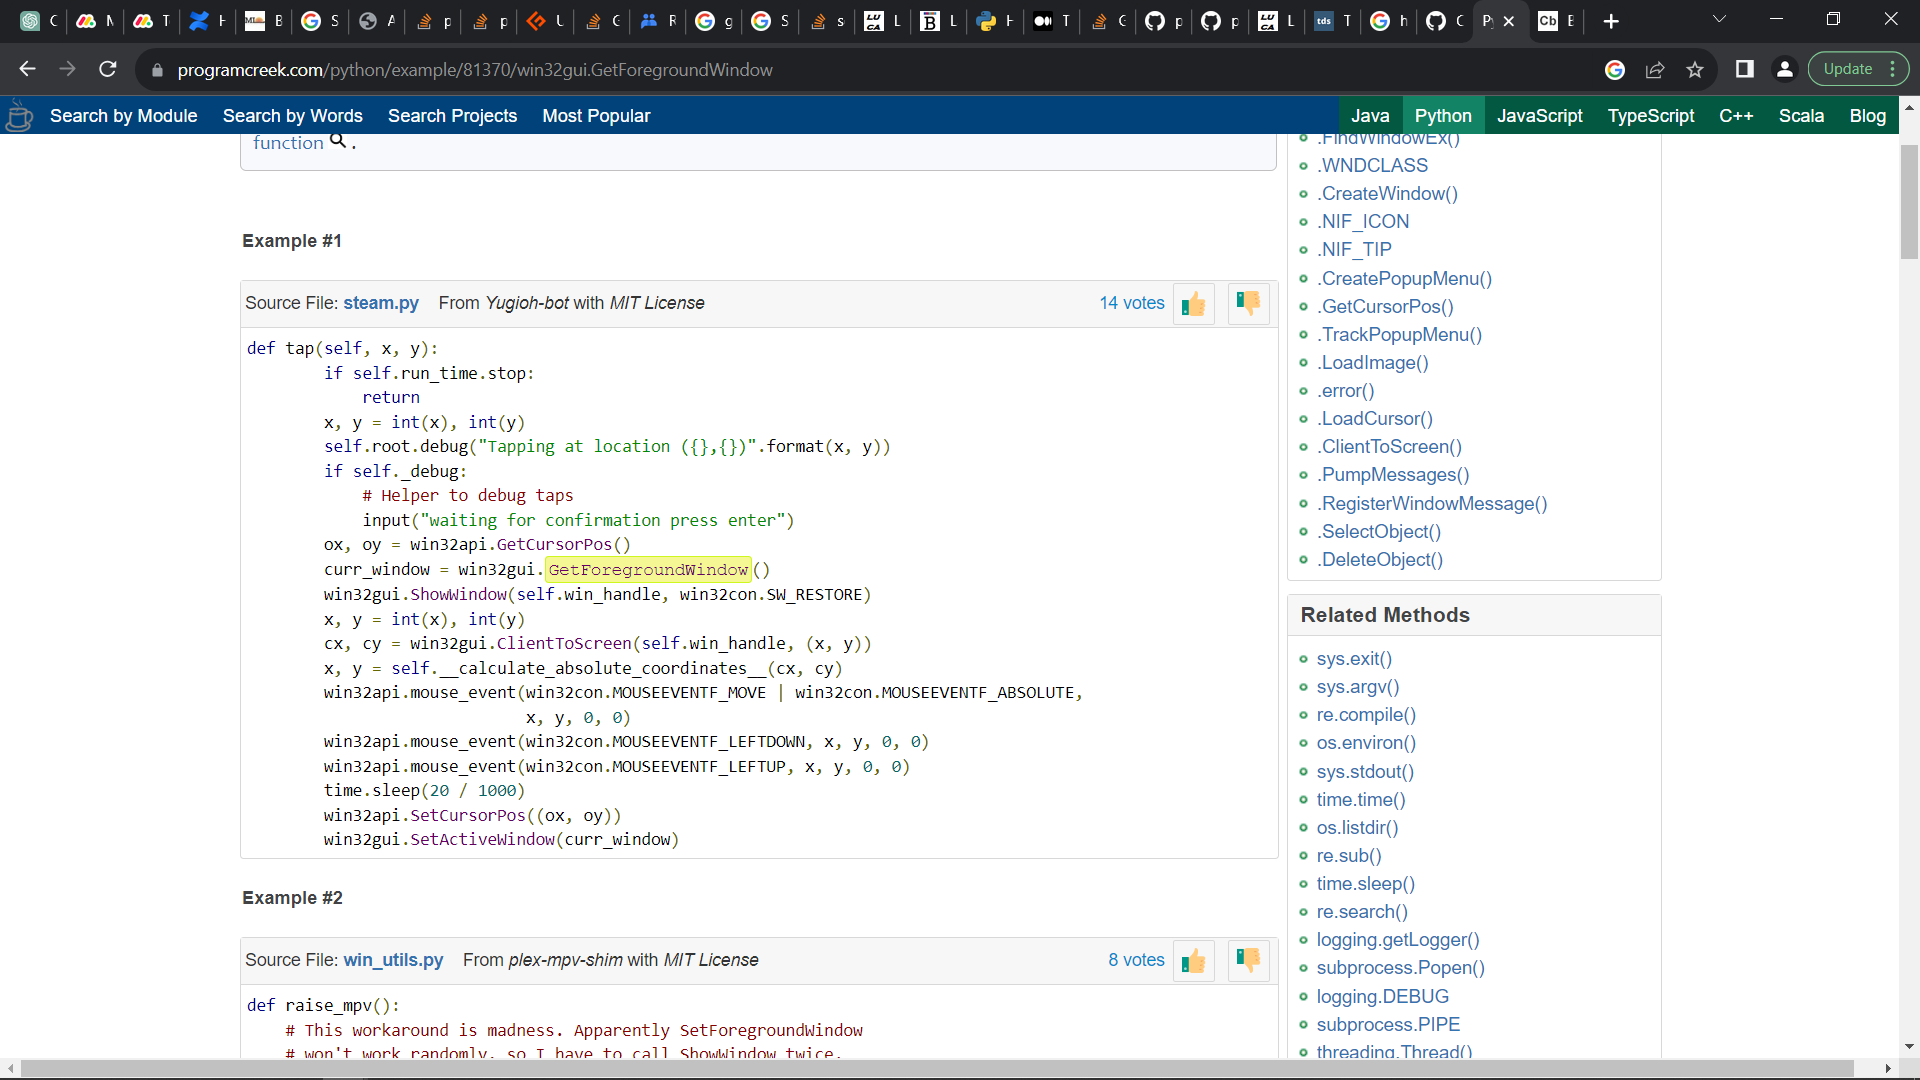 programcreek.com/python/example/81370/win32gui.GetForegroundWindow
Update
Search by Module Search by Words Search Projects Most Popular
Java Python JavaScript TypeScript C++ Scala Blog
function .
Example #1
Source File: steam.py From Yugioh-bot with MIT License 14 votes
def tap(self, x, y):
        if self.run_time.stop:
            return
        x, y = int(x), int(y)
        self.root.debug("Tapping at location ({},{})".format(x, y))
        if self._debug:
            # Helper to debug taps
            input("waiting for confirmation press enter")
        ox, oy = win32api.GetCursorPos()
        curr_window = win32gui.GetForegroundWindow()
        win32gui.ShowWindow(self.win_handle, win32con.SW_RESTORE)
        x, y = int(x), int(y)
        cx, cy = win32gui.ClientToScreen(self.win_handle, (x, y))
        x, y = self.__calculate_absolute_coordinates__(cx, cy)
        win32api.mouse_event(win32con.MOUSEEVENTF_MOVE | win32con.MOUSEEVENTF_ABSOLUTE,
                             x, y, 0, 0)
        win32api.mouse_event(win32con.MOUSEEVENTF_LEFTDOWN, x, y, 0, 0)
        win32api.mouse_event(win32con.MOUSEEVENTF_LEFTUP, x, y, 0, 0)
        time.sleep(20 / 1000)
        win32api.SetCursorPos((ox, oy))
        win32gui.SetActiveWindow(curr_window)
Example #2
Source File: win_utils.py From plex-mpv-shim with MIT License 8 votes
def raise_mpv():
    # This workaround is madness. Apparently SetForegroundWindow
    # won't work randomly, so I have to call ShowWindow twice.
.FindWindowEx()
.WNDCLASS
.CreateWindow()
.NIF_ICON
.NIF_TIP
.CreatePopupMenu()
.GetCursorPos()
.TrackPopupMenu()
.LoadImage()
.error()
.LoadCursor()
.ClientToScreen()
.PumpMessages()
.RegisterWindowMessage()
.SelectObject()
.DeleteObject()
Related Methods
sys.exit()
sys.argv()
re.compile()
os.environ()
sys.stdout()
time.time()
os.listdir()
re.sub()
time.sleep()
re.search()
logging.getLogger()
subprocess.Popen()
logging.DEBUG
subprocess.PIPE
threading.Thread()